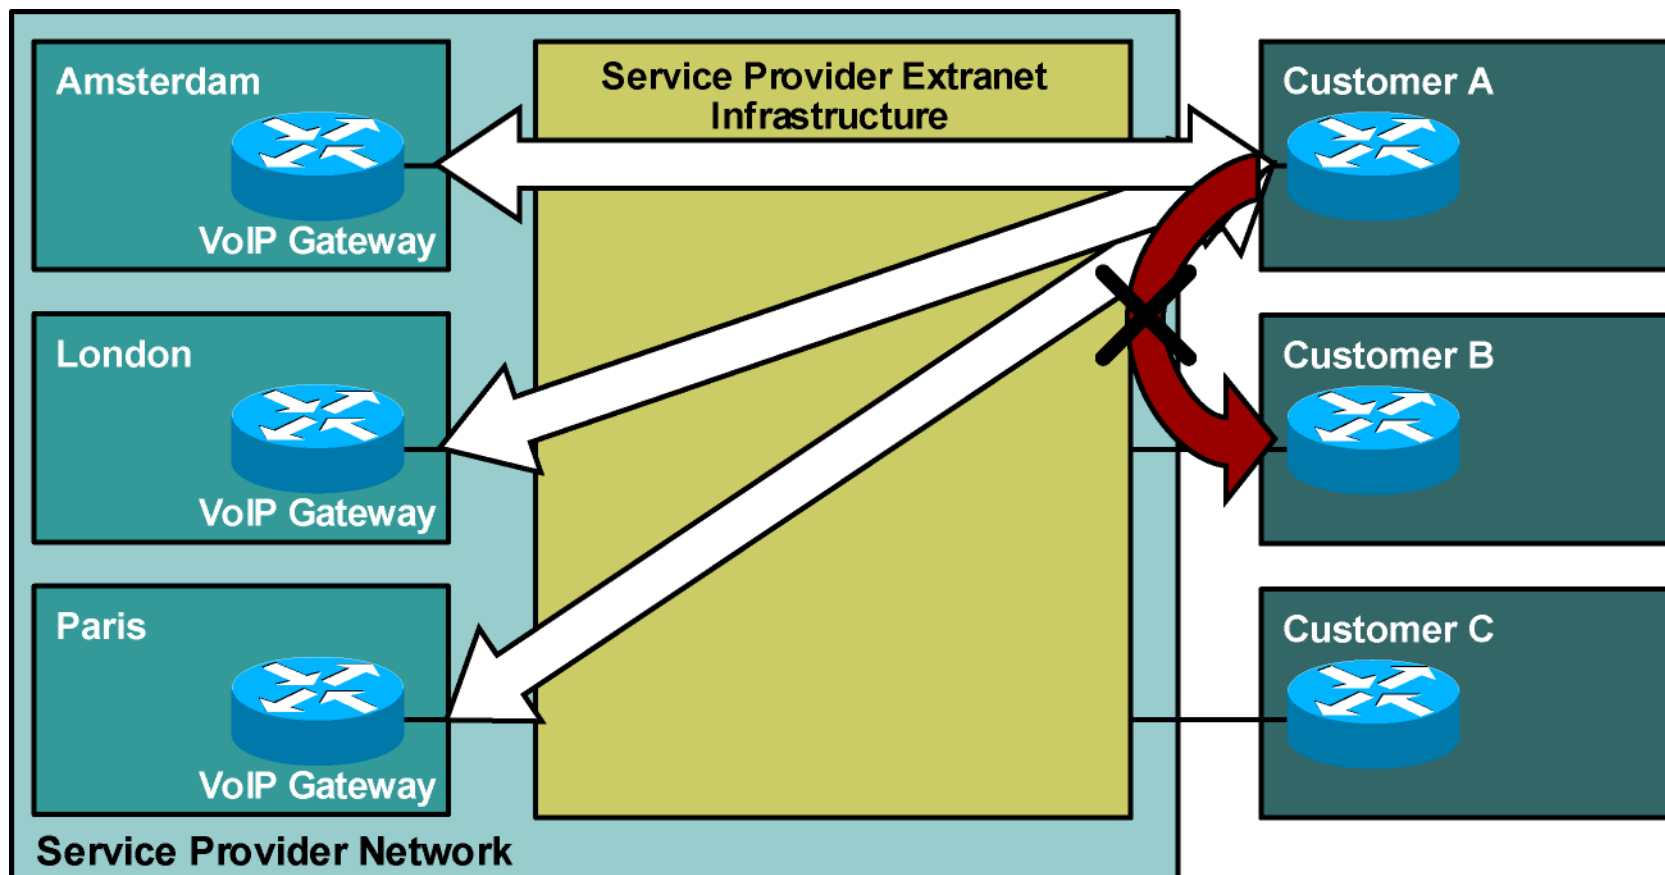 Amsterdam
VoIP Gateway
London
VoIP Gateway
Paris
VoIP Gateway
Service Provider Network
Service Provider Extranet
Infrastructure
Customer A
Customer B
Customer C